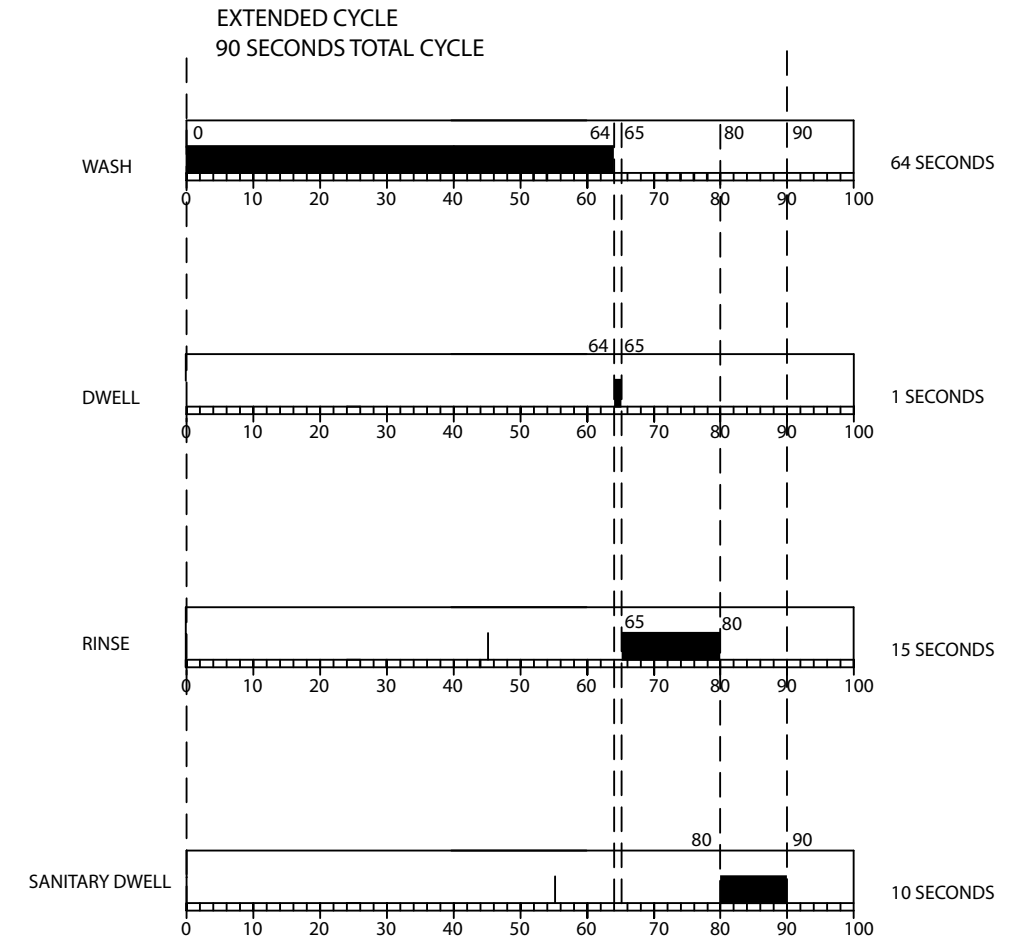 EXTENDED CYCLE
90 SECONDS TOTAL CYCLE
0 64 65 80 90
WASH 64 SECONDS
0 10 20 30 40 50 60 70 80 90 100
64 65
DWELL 1 SECONDS
0 10 20 30 40 50 60 70 80 90 100
65 80
RINSE 15 SECONDS
0 10 20 30 40 50 60 70 80 90 100
80 90
SANITARY DWELL 10 SECONDS
0 10 20 30 40 50 60 70 80 90 100